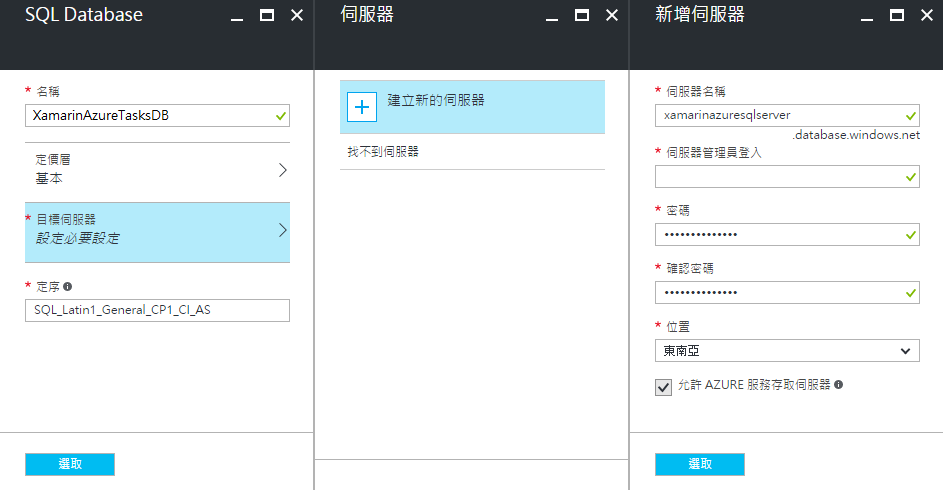 SQL Database
* 名稱
XamarinAzureTasksDB
定價層
基本
* 目標伺服器
設定必要設定
* 定序
SQL_Latin1_General_CP1_CI_AS
選取
伺服器
建立新的伺服器
找不到伺服器
新增伺服器
* 伺服器名稱
xamarinazuresqlserver
.database.windows.net
* 伺服器管理員登入
* 密碼
••••••••••••••
* 確認密碼
••••••••••••••
* 位置
東南亞
允許 AZURE 服務存取伺服器
選取